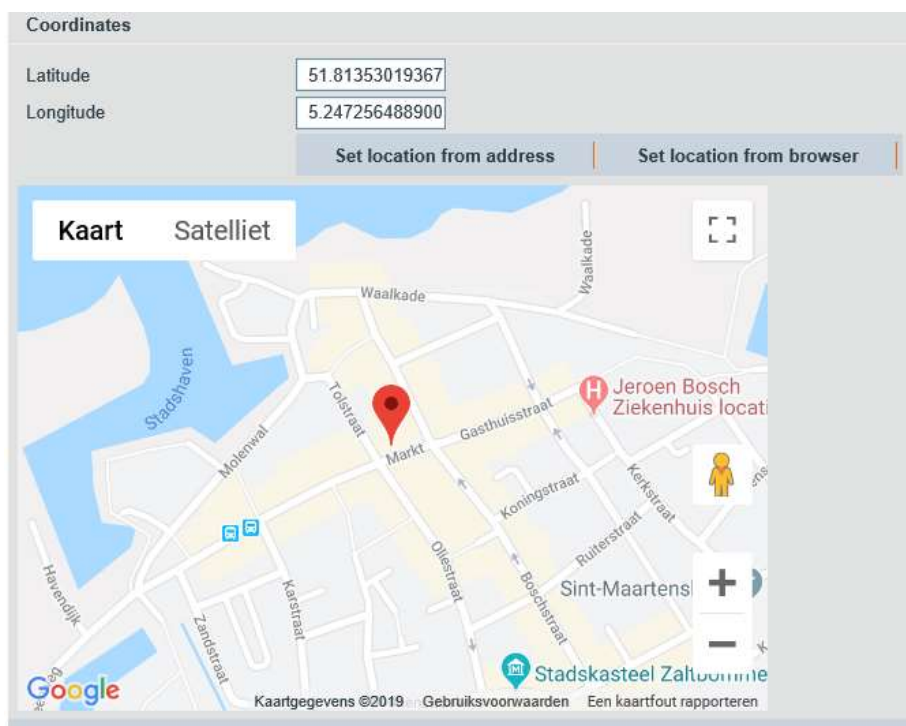 Coordinates
Latitude
51.81353019367
Longitude
5.247256488900
Set location from address
Set location from browser
Kaart
Satelliet
Waalkade
Waalkade
Stadshaven
Tolstraat
Jeroen Bosch
Ziekenhuis locati
Gasthuisstraat
Markt
Molenwal
Kerkstraat
Koningstraat
Ruiterstraat
Oliestraat
Boschstraat
Sint-Maartens
Havendijk
Karstraat
Zandstraat
Stadskasteel Zaltbomme
Google
Kaartgegevens ©2019
Gebruiksvoorwaarden
Een kaartfout rapporteren